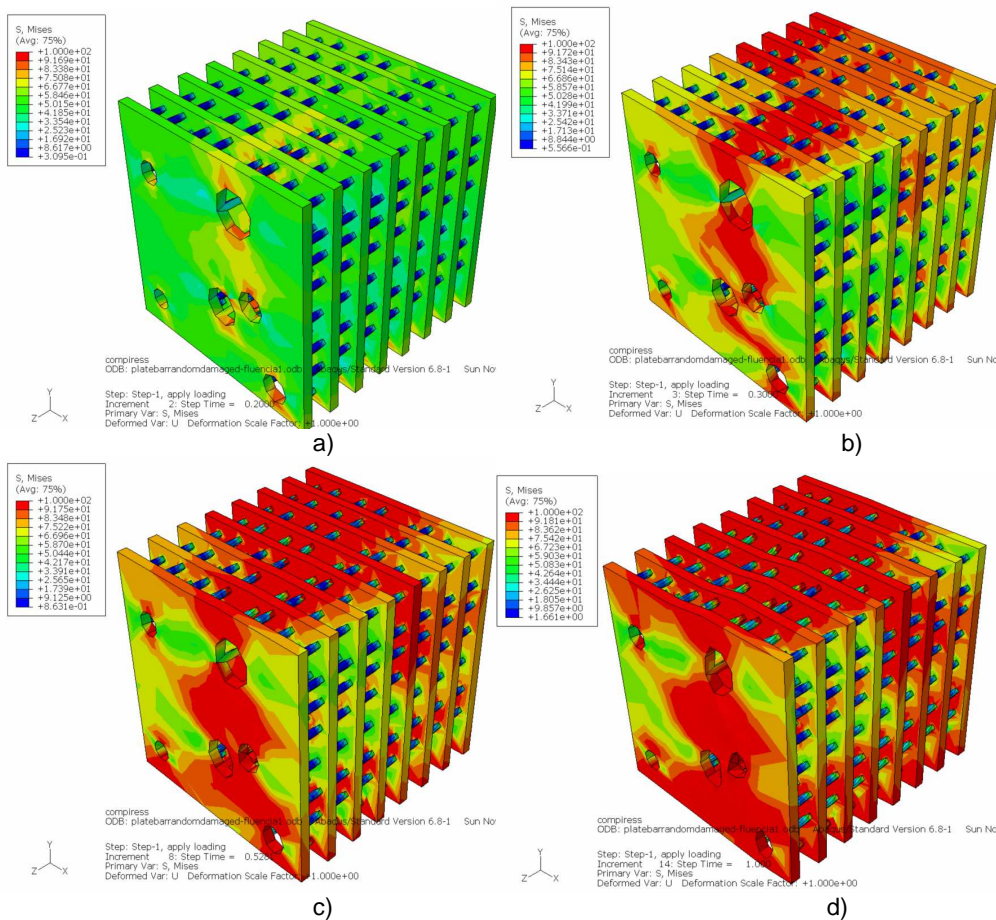 S, Mises
(Avg: 75%)
+1.000e+02
+9.169e+01
+8.338e+01
+7.508e+01
+6.677e+01
+5.846e+01
+5.015e+01
+4.185e+01
+3.354e+01
+2.523e+01
+1.692e+01
+8.617e+00
+3.095e-01
compiress
ODB: platebarrandomdamaged-fluencia1.odb Abaqus/Standard Version 6.8-1 Sun No
Step: Step-1, apply loading
Increment 2: Step Time = 0.2000
Primary Var: S, Mises
Deformed Var: U Deformation Scale Factor: +1.000e+00
Y
Z X
a)
S, Mises
(Avg: 75%)
+1.000e+02
+9.172e+01
+8.343e+01
+7.514e+01
+6.686e+01
+5.857e+01
+5.028e+01
+4.199e+01
+3.371e+01
+2.542e+01
+1.713e+01
+8.844e+00
+5.566e-01
compiress
ODB: platebarrandomdamaged-fluencia1.odb Abaqus/Standard Version 6.8-1 Sun No
Step: Step-1, apply loading
Increment 3: Step Time = 0.300
Primary Var: S, Mises
Deformed Var: U Deformation Scale Factor: +1.000e+00
Y
Z X
b)
S, Mises
(Avg: 75%)
+1.000e+02
+9.175e+01
+8.348e+01
+7.522e+01
+6.696e+01
+5.870e+01
+5.044e+01
+4.217e+01
+3.391e+01
+2.565e+01
+1.739e+01
+9.125e+00
+8.631e-01
compiress
ODB: platebarrandomdamaged-fluencia1.odb Abaqus/Standard Version 6.8-1 Sun No
Step: Step-1, apply loading
Increment 8: Step Time =
Primary Var: S, Mises
Deformed Var: U Deformation Scale Factor: +1.000e+00
Y
Z X
c)
S, Mises
(Avg: 75%)
+1.000e+02
+9.181e+01
+8.362e+01
+7.542e+01
+6.723e+01
+5.903e+01
+5.083e+01
+4.264e+01
+3.444e+01
+2.625e+01
+1.805e+01
+9.857e+00
+1.661e+00
compiress
ODB: platebarrandomdamaged-fluencia1.odb Abaqus/Standard Version 6.8-1 Sun No
Step: Step-1, apply loading
Increment 14: Step Time = 1.000
Primary Var: S, Mises
Deformed Var: U Deformation Scale Factor: +1.000e+00
Y
Z X
d)